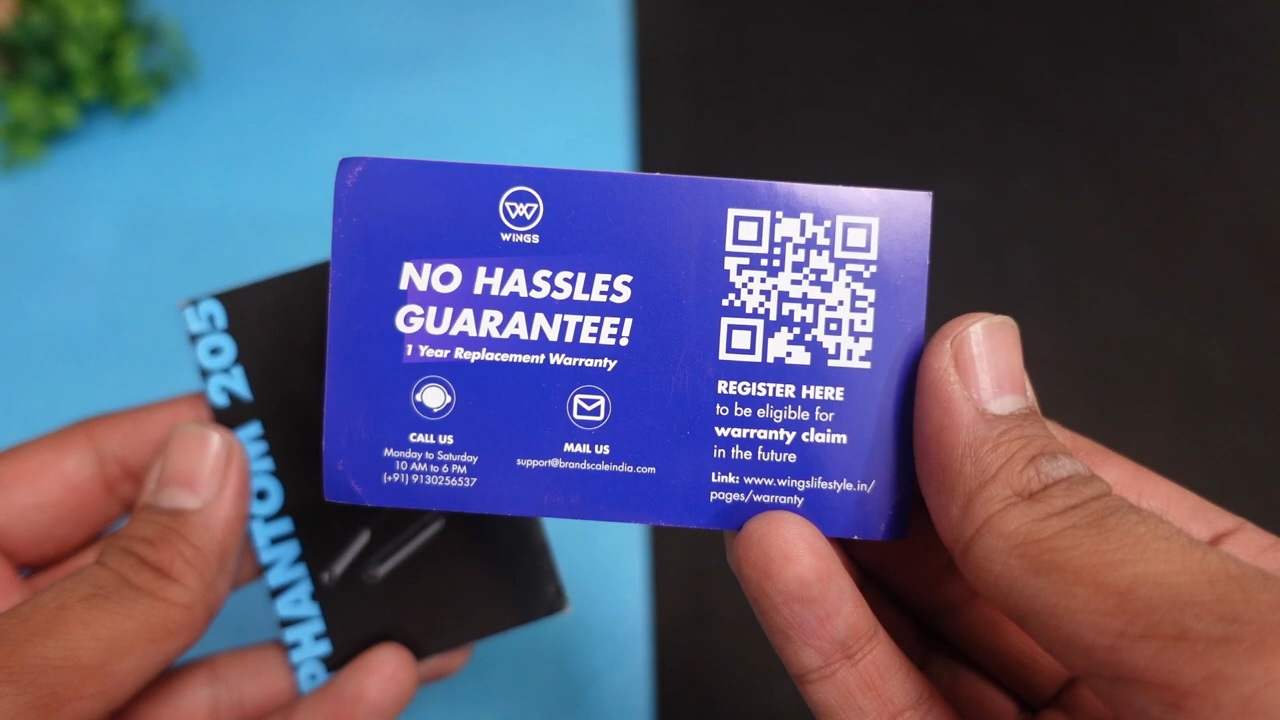 WINGS
NO HASSLES
GUARANTEE!
1 Year Replacement Warranty
CALL US
Monday to Saturday
10 AM to 6 PM
(+91) 9130256537
MAIL US
support@brandscaleindia.com
REGISTER HERE
to be eligible for
warranty claim
in the future
Link: www.wingslifestyle.in/
pages/warranty
PHANTOM 205